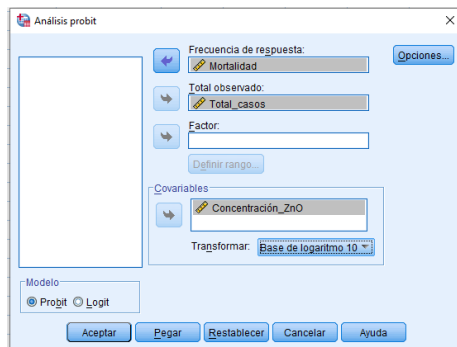 Análisis probit
Frecuencia de respuesta:
Mortalidad
Opciones...
Total observado:
Total_casos
Factor:
Definir rango...
Covariables
Concentración_ZnO
Transformar: Base de logaritmo 10
Modelo
Probit Logit
Aceptar Pegar Restablecer Cancelar Ayuda